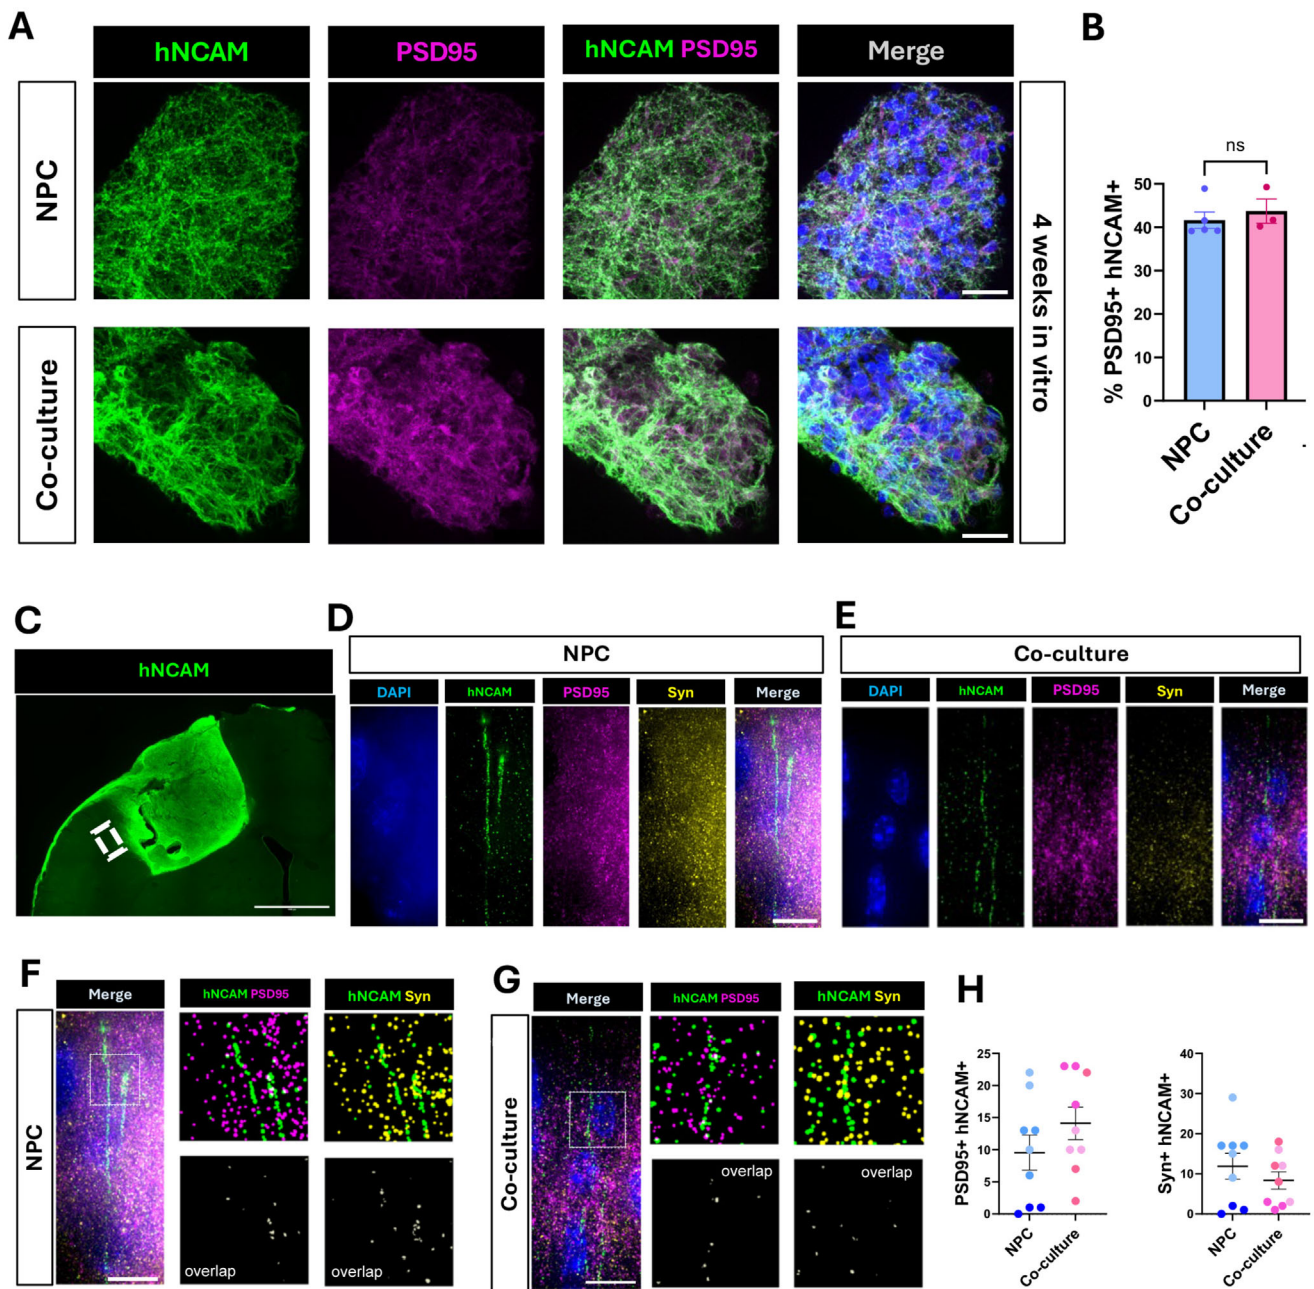 A
hNCAM
PSD95
hNCAM PSD95
Merge
NPC
Co-culture
4 weeks in vitro
B
ns
50
40
30
20
10
0
% PSD95+ hNCAM+
NPC
Co-culture
C
hNCAM
D
NPC
DAPI
hNCAM
PSD95
Syn
Merge
E
Co-culture
DAPI
hNCAM
PSD95
Syn
Merge
F
NPC
Merge
hNCAM PSD95
hNCAM Syn
overlap
overlap
G
Co-culture
Merge
hNCAM PSD95
hNCAM Syn
overlap
overlap
H
25
20
15
10
5
0
PSD95+ hNCAM+
NPC
Co-culture
40
30
20
10
0
Syn+ hNCAM+
NPC
Co-culture